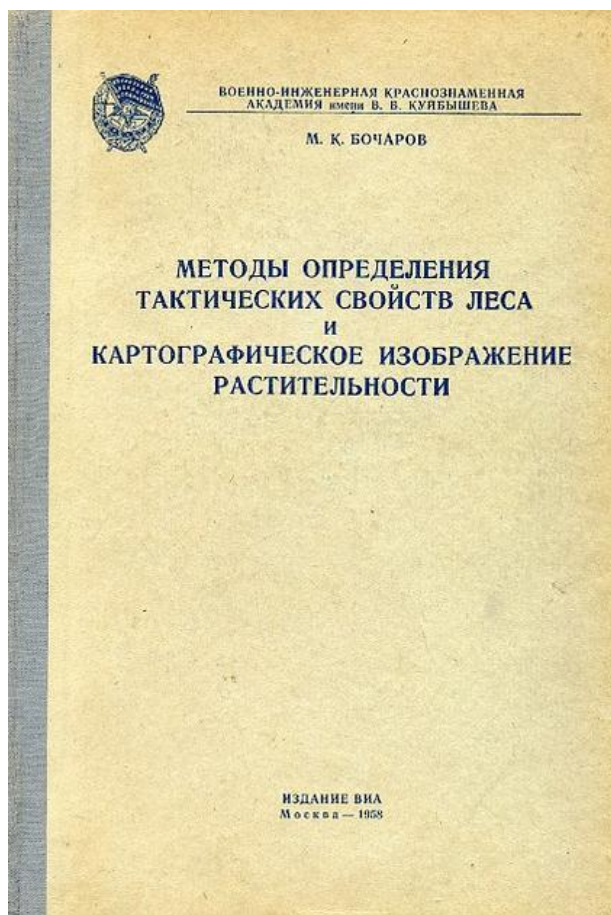 ВОЕННО-ИНЖЕНЕРНАЯ КРАСНОЗНАМЕННАЯ
АКАДЕМИЯ имени В. В. КУЙБЫШЕВА
М. К. БОЧАРОВ
МЕТОДЫ ОПРЕДЕЛЕНИЯ
ТАКТИЧЕСКИХ СВОЙСТВ ЛЕСА
И
КАРТОГРАФИЧЕСКОЕ ИЗОБРАЖЕНИЕ
РАСТИТЕЛЬНОСТИ
ИЗДАНИЕ ВИА
Москва — 1958